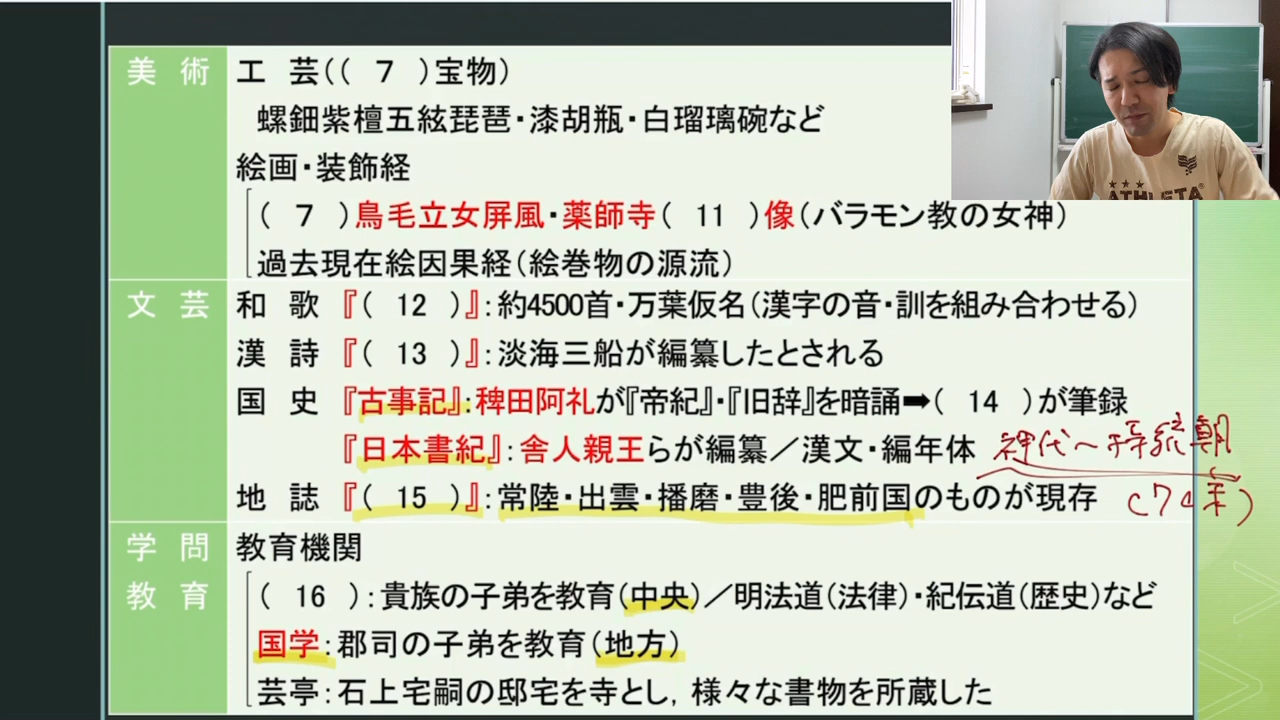 美術 工芸((7)宝物)
螺鈿紫檀五絃琵琶・漆胡瓶・白瑠璃碗など
絵画・装飾経
(7)鳥毛立女屏風・薬師寺(11)像(バラモン教の女神)
過去現在絵因果経(絵巻物の源流)
文芸 和歌『(12)』:約4500首・万葉仮名(漢字の音・訓を組み合わせる)
漢詩『(13)』:淡海三船が編纂したとされる
国史『古事記』:稗田阿礼が『帝紀』・『旧辞』を暗誦➡(14)が筆録
『日本書紀』:舎人親王らが編纂/漢文・編年体 神代~持統朝
地誌『(15)』:常陸・出雲・播磨・豊後・肥前国のものが現存 (7C末)
学問 教育機関
教育 (16):貴族の子弟を教育(中央)/明法道(法律)・紀伝道(歴史)など
国学:郡司の子弟を教育(地方)
芸亭:石上宅嗣の邸宅を寺とし,様々な書物を所蔵した
ATHLETA